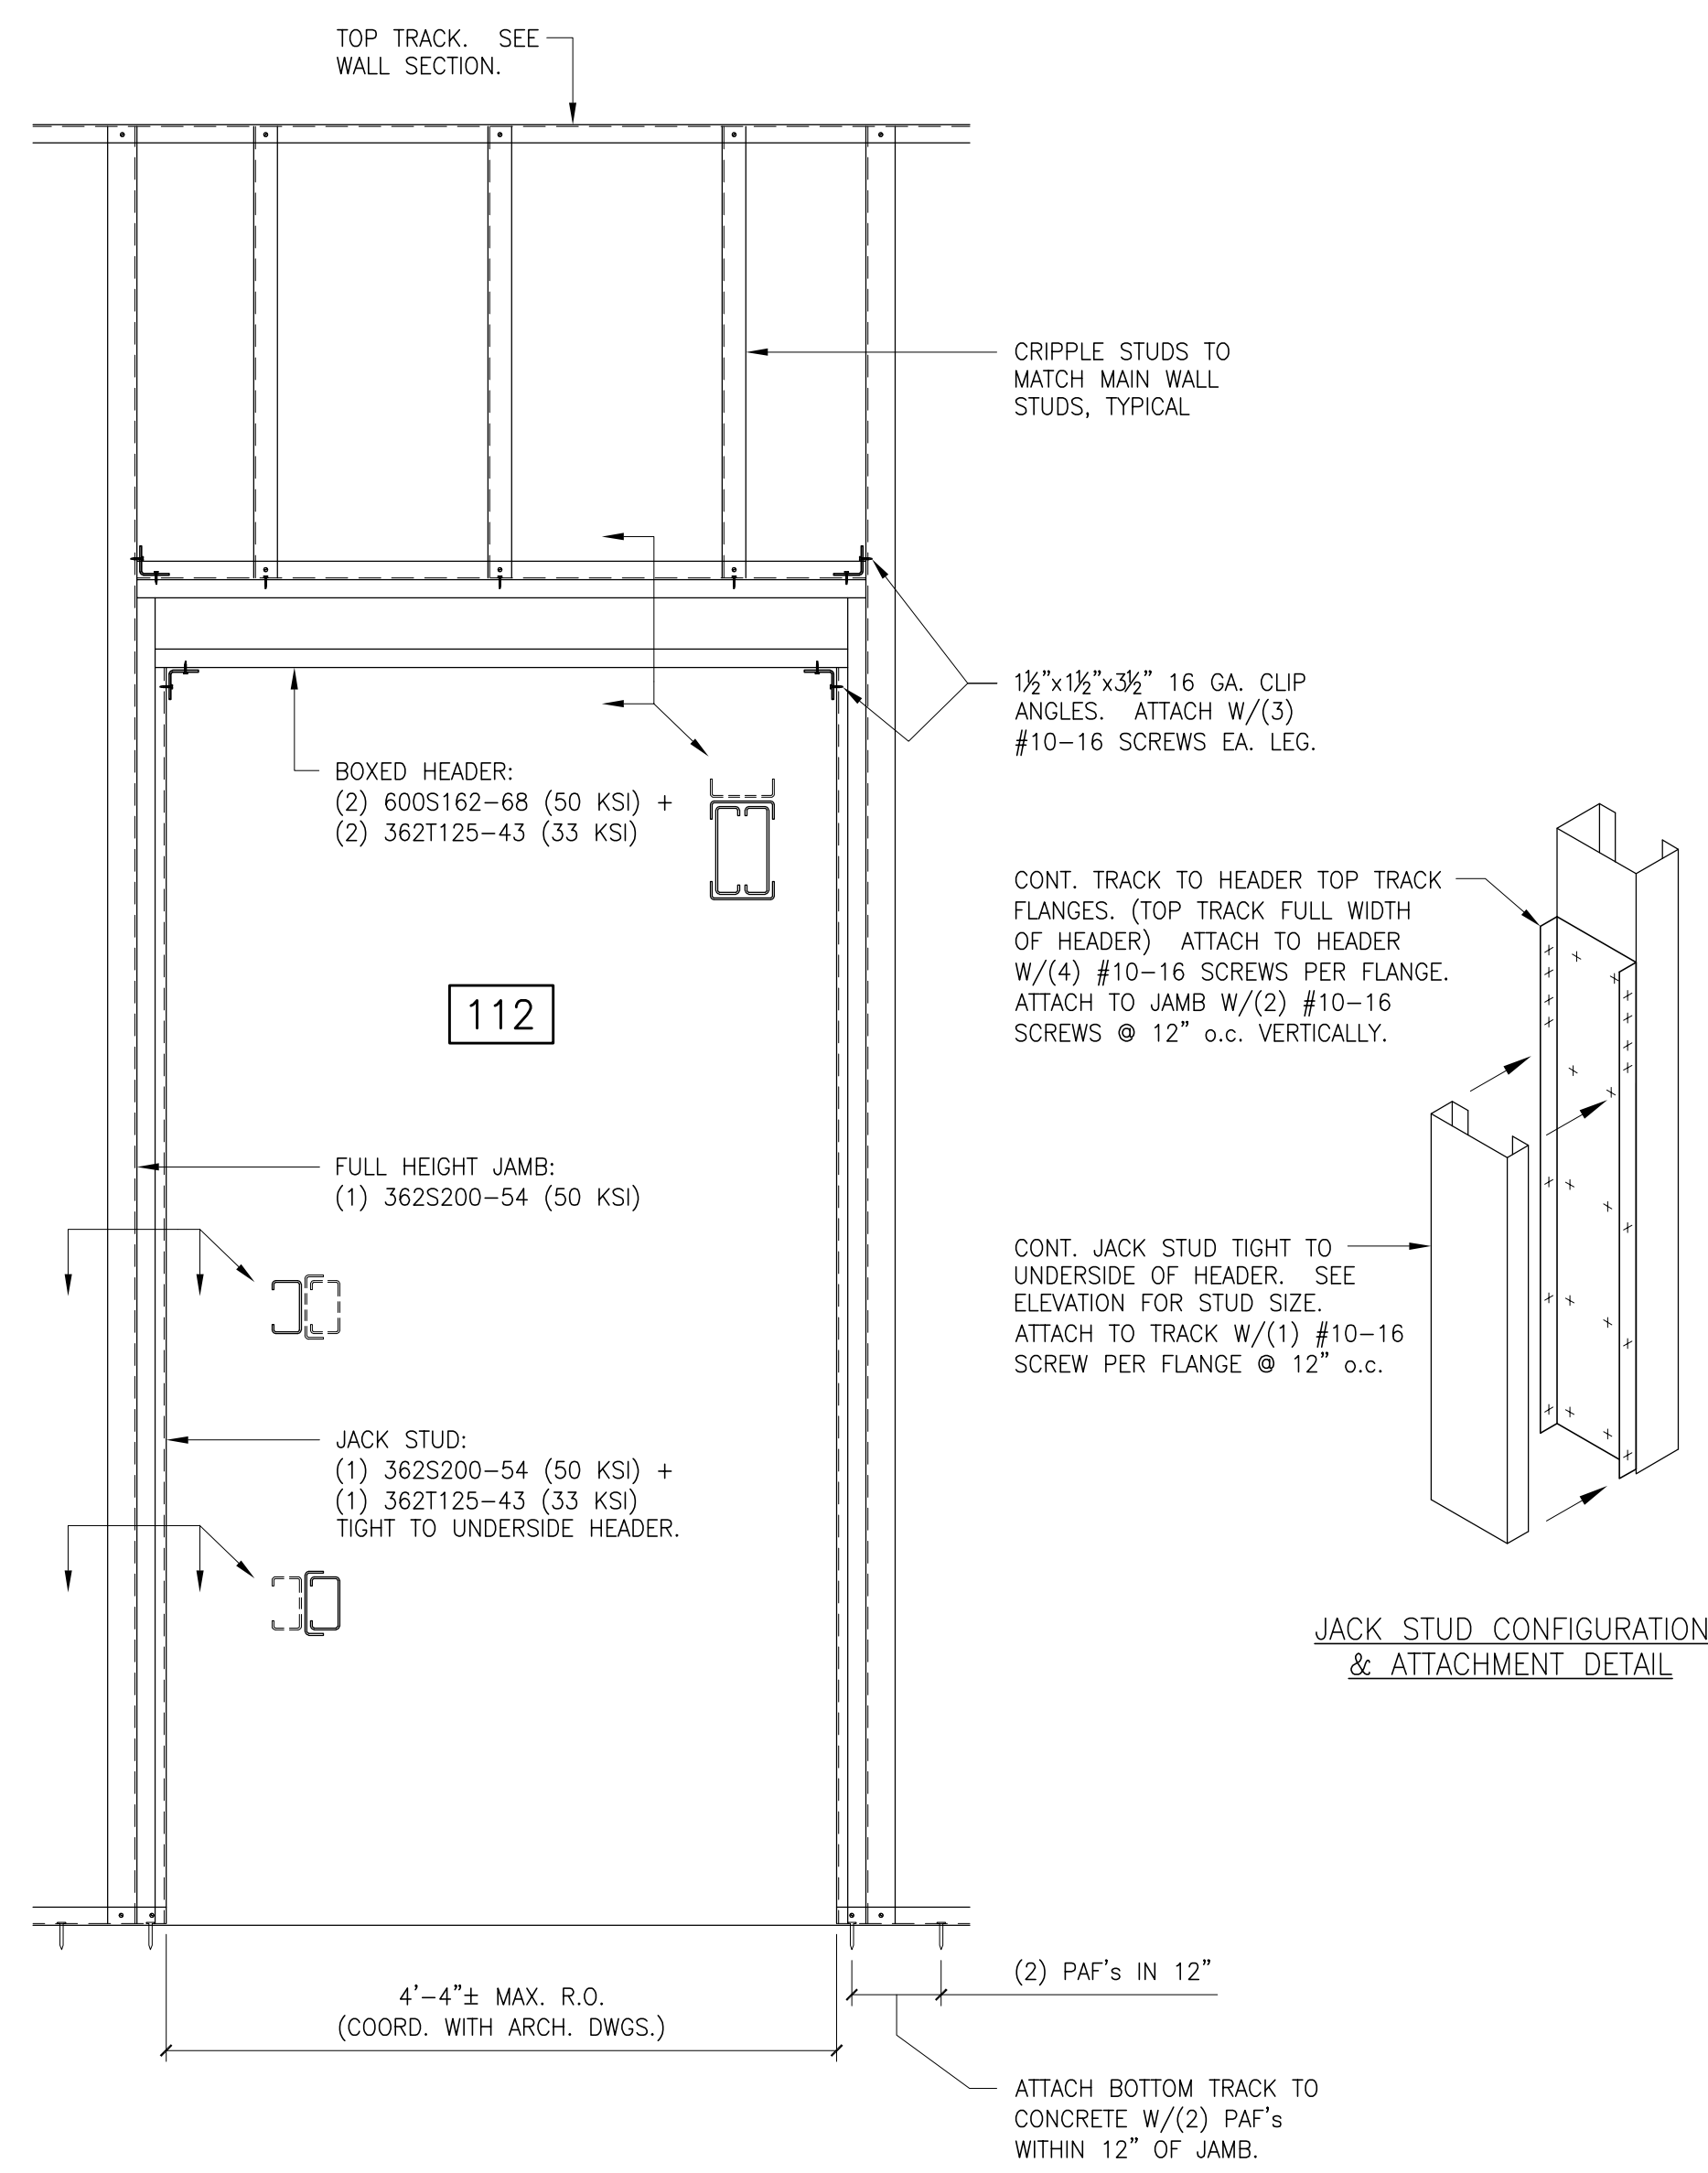 TOP TRACK. SEE
WALL SECTION.
CRIPPLE STUDS TO
MATCH MAIN WALL
STUDS, TYPICAL
1½"x1½"x3½" 16 GA. CLIP
ANGLES. ATTACH W/(3)
#10-16 SCREWS EA. LEG.
BOXED HEADER:
(2) 600S162-68 (50 KSI) +
(2) 362T125-43 (33 KSI)
CONT. TRACK TO HEADER TOP TRACK
FLANGES. (TOP TRACK FULL WIDTH
OF HEADER) ATTACH TO HEADER
W/(4) #10-16 SCREWS PER FLANGE.
ATTACH TO JAMB W/(2) #10-16
SCREWS @ 12" o.c. VERTICALLY.
112
FULL HEIGHT JAMB:
(1) 362S200-54 (50 KSI)
CONT. JACK STUD TIGHT TO
UNDERSIDE OF HEADER. SEE
ELEVATION FOR STUD SIZE.
ATTACH TO TRACK W/(1) #10-16
SCREW PER FLANGE @ 12" o.c.
JACK STUD:
(1) 362S200-54 (50 KSI) +
(1) 362T125-43 (33 KSI)
TIGHT TO UNDERSIDE HEADER.
JACK STUD CONFIGURATION
& ATTACHMENT DETAIL
(2) PAF's IN 12"
4'-4"± MAX. R.O.
(COORD. WITH ARCH. DWGS.)
ATTACH BOTTOM TRACK TO
CONCRETE W/(2) PAF's
WITHIN 12" OF JAMB.